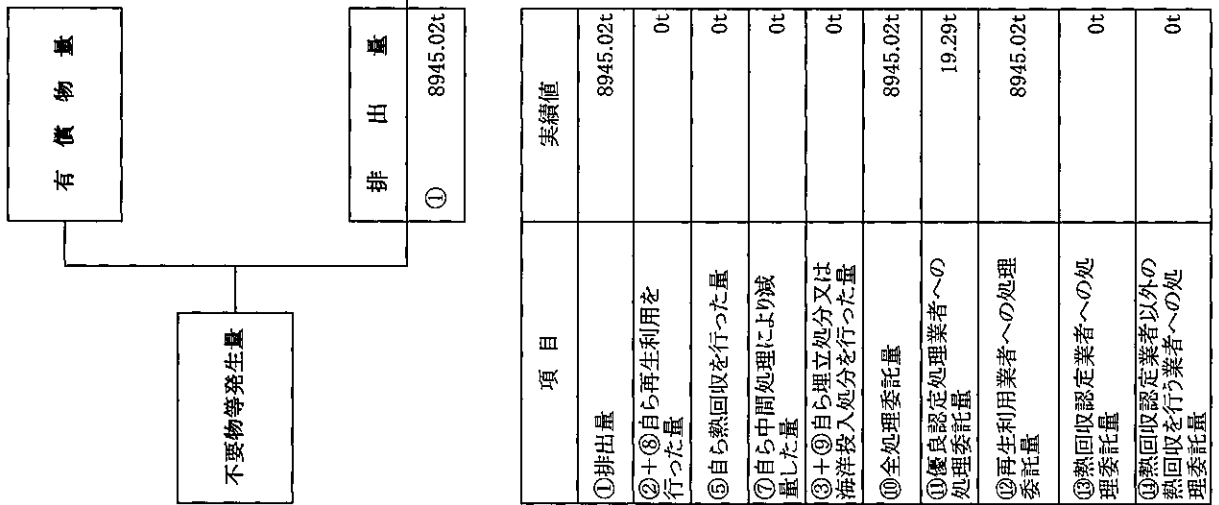 有償物量
不要物等発生量
排出量
① 8945.02t
項目 実績値
①排出量 8945.02t
②+⑧自ら再生利用を
行った量 0t
⑤自ら熱回収を行った量 0t
⑦自ら中間処理により減
量した量 0t
③+⑨自ら埋立処分又は
海洋投入処分を行った量 0t
⑩全処理委託量 8945.02t
⑪優良認定処理業者への
処理委託量 19.29t
⑫再生利用業者への処理
委託量 8945.02t
⑬熱回収認定業者への処
理委託量 0t
⑭熱回収認定業者以外の
熱回収を行う業者への処
理委託量 0t